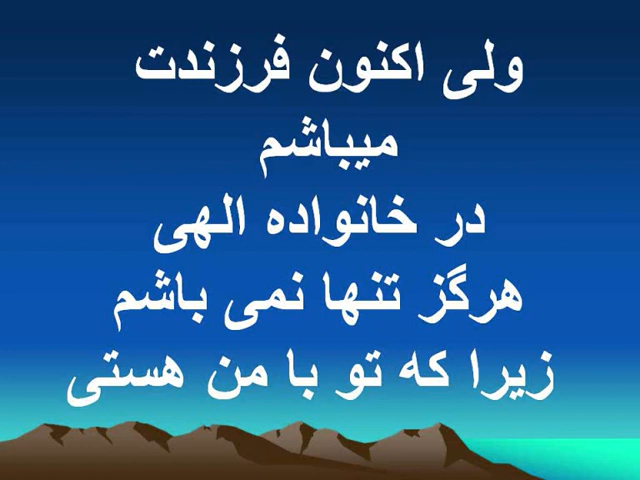 ولی اکنون فرزندت
میباشم
در خانواده الهی
هرگز تنها نمی باشم
زیرا که تو با من هستی